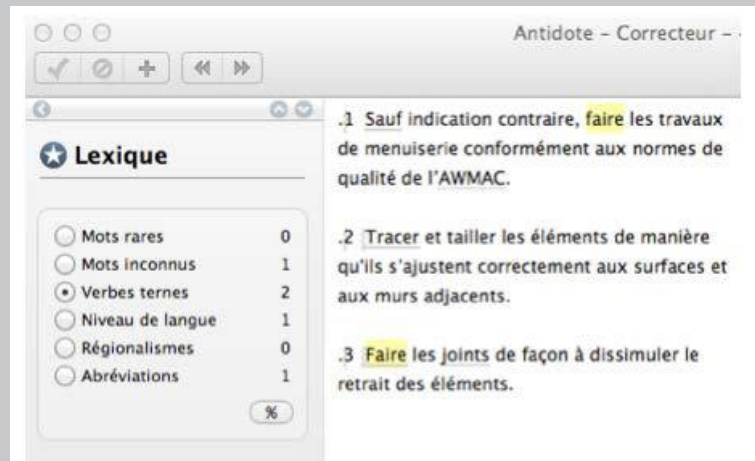 Antidote – Correcteur –
Lexique
Mots rares 0
Mots inconnus 1
Verbes ternes 2
Niveau de langue 1
Régionalismes 0
Abréviations 1
%
.1 Sauf indication contraire, faire les travaux
de menuiserie conformément aux normes de
qualité de l'AWMAC.
.2 Tracer et tailler les éléments de manière
qu'ils s'ajustent correctement aux surfaces et
aux murs adjacents.
.3 Faire les joints de façon à dissimuler le
retrait des éléments.